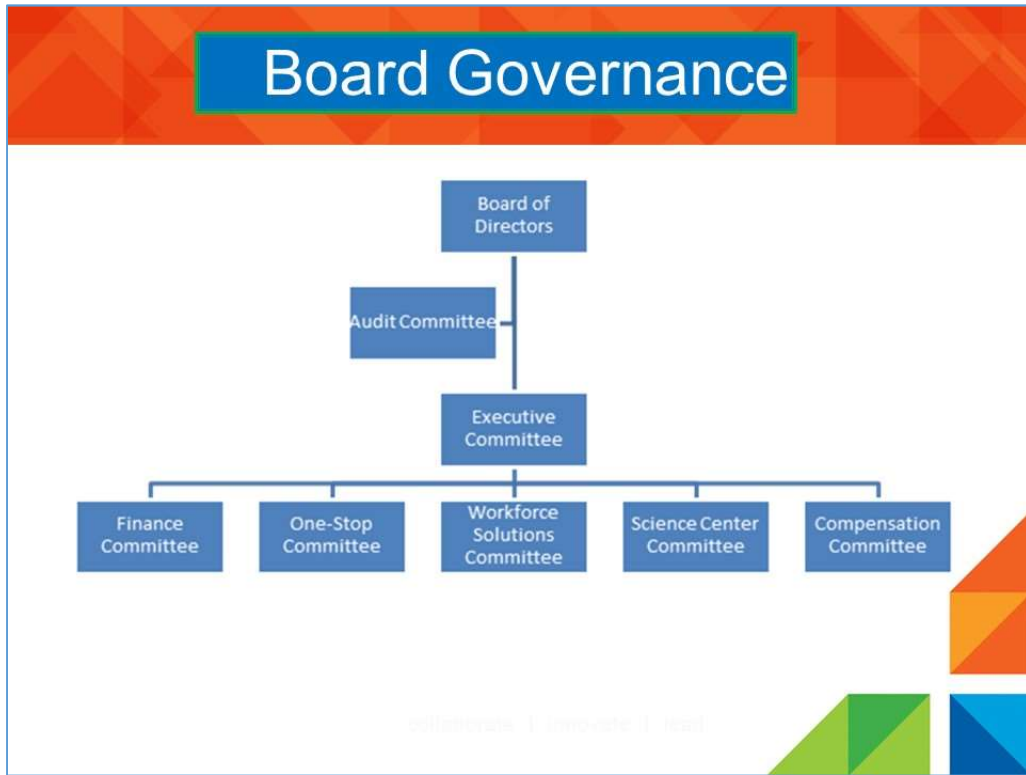 Board Governance
Board of
Directors
Audit Committee
Executive
Committee
Finance
Committee
One-Stop
Committee
Workforce
Solutions
Committee
Science Center
Committee
Compensation
Committee